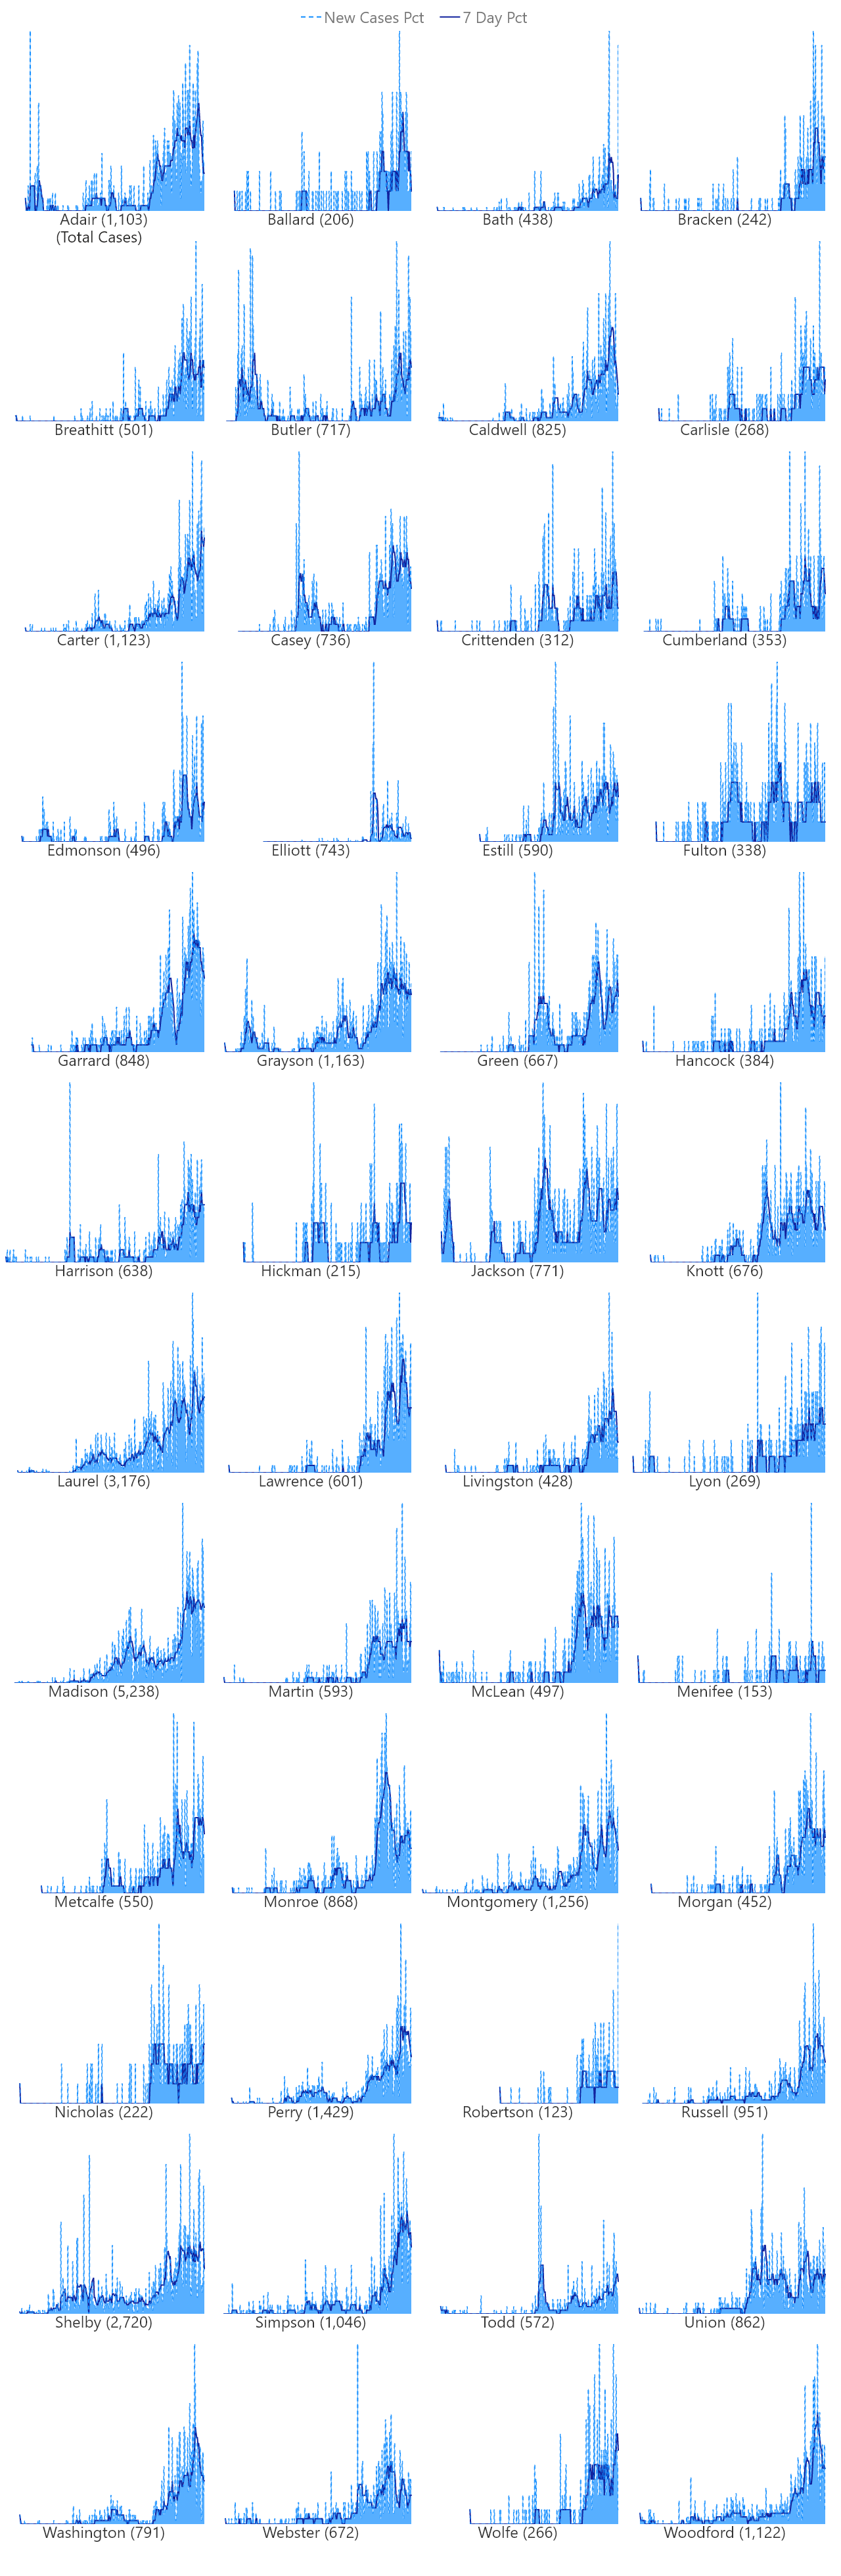 New Cases Pct 7 Day Pct
Adair (1,103) Ballard (206) Bath (438) Bracken (242)
(Total Cases)
Breathitt (501) Butler (717) Caldwell (825) Carlisle (268)
Carter (1,123) Casey (736) Crittenden (312) Cumberland (353)
Edmonson (496) Elliott (743) Estill (590) Fulton (338)
Garrard (848) Grayson (1,163) Green (667) Hancock (384)
Harrison (638) Hickman (215) Jackson (771) Knott (676)
Laurel (3,176) Lawrence (601) Livingston (428) Lyon (269)
Madison (5,238) Martin (593) McLean (497) Menifee (153)
Metcalfe (550) Monroe (868) Montgomery (1,256) Morgan (452)
Nicholas (222) Perry (1,429) Robertson (123) Russell (951)
Shelby (2,720) Simpson (1,046) Todd (572) Union (862)
Washington (791) Webster (672) Wolfe (266) Woodford (1,122)